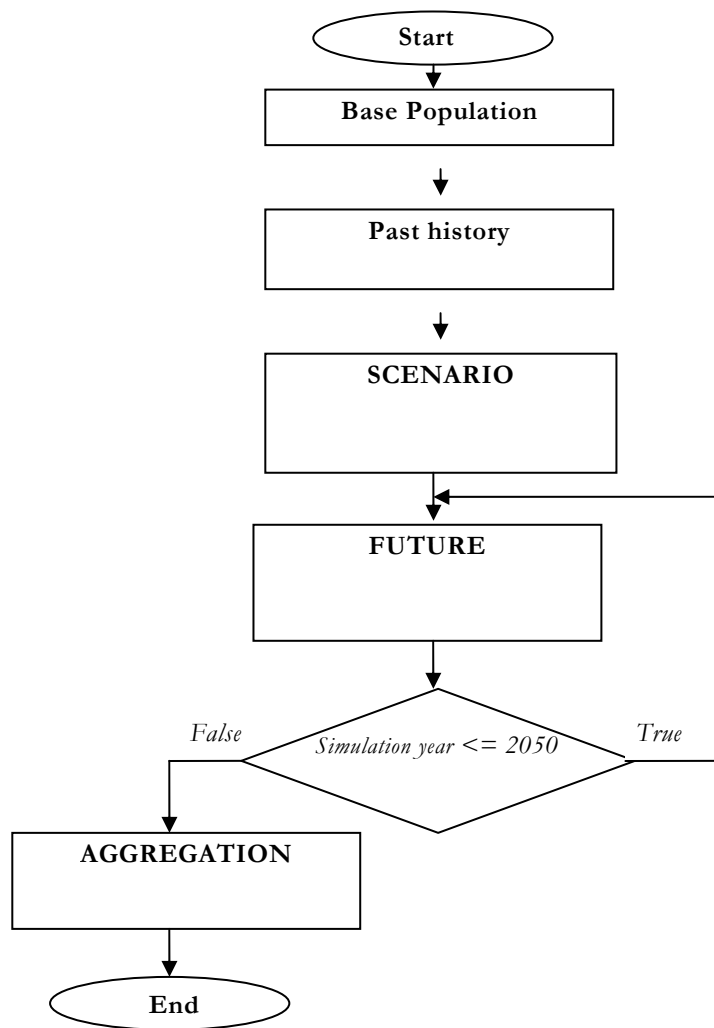 Start
Base Population
Past history
SCENARIO
FUTURE
False
Simulation year <= 2050
True
AGGREGATION
End